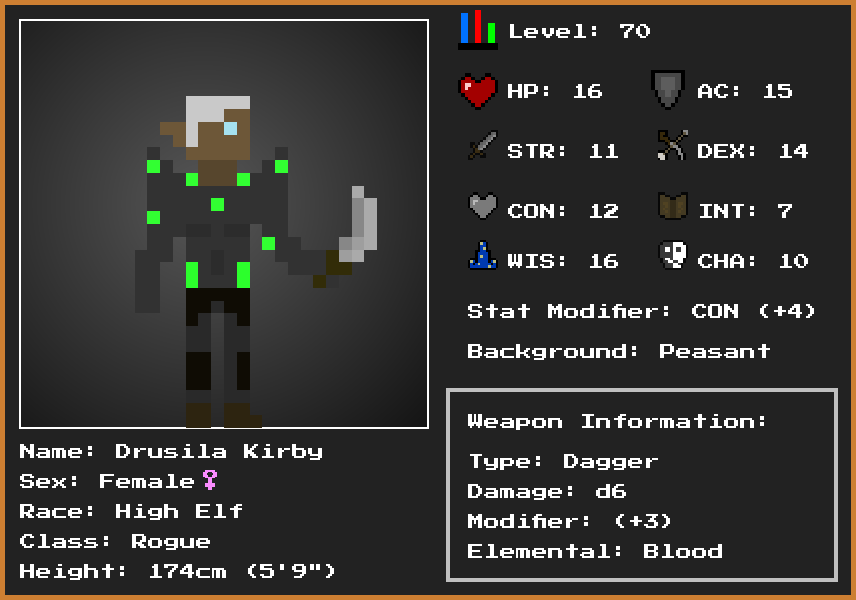 Level: 70
HP: 16 AC: 15
STR: 11 DEX: 14
CON: 12 INT: 7
WIS: 16 CHA: 10
Stat Modifier: CON (+4)
Background: Peasant
Weapon Information:
Type: Dagger
Damage: d6
Modifier: (+3)
Elemental: Blood
Name: Drusila Kirby
Sex: Female♀
Race: High Elf
Class: Rogue
Height: 174cm (5'9")